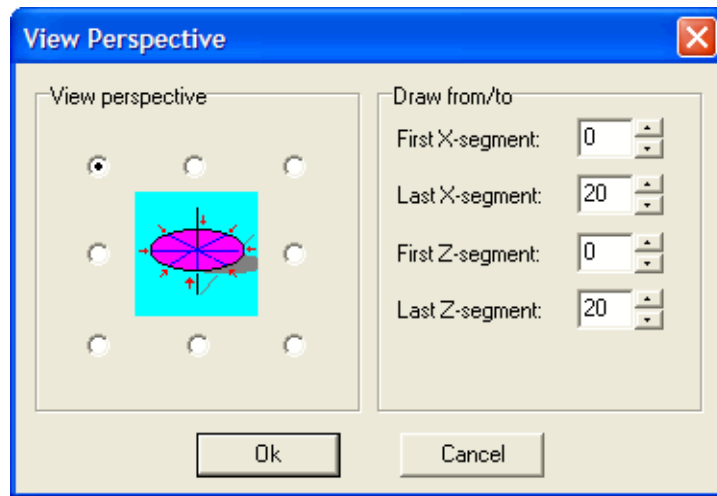 View Perspective
View perspective
Draw from/to
First X-segment: 0
Last X-segment: 20
First Z-segment: 0
Last Z-segment: 20
Ok
Cancel